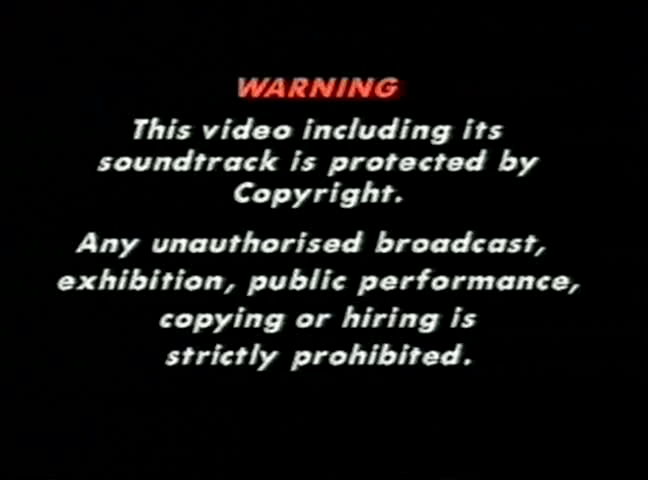 WARNING
This video including its
soundtrack is protected by
Copyright.
Any unauthorised broadcast,
exhibition, public performance,
copying or hiring is
strictly prohibited.